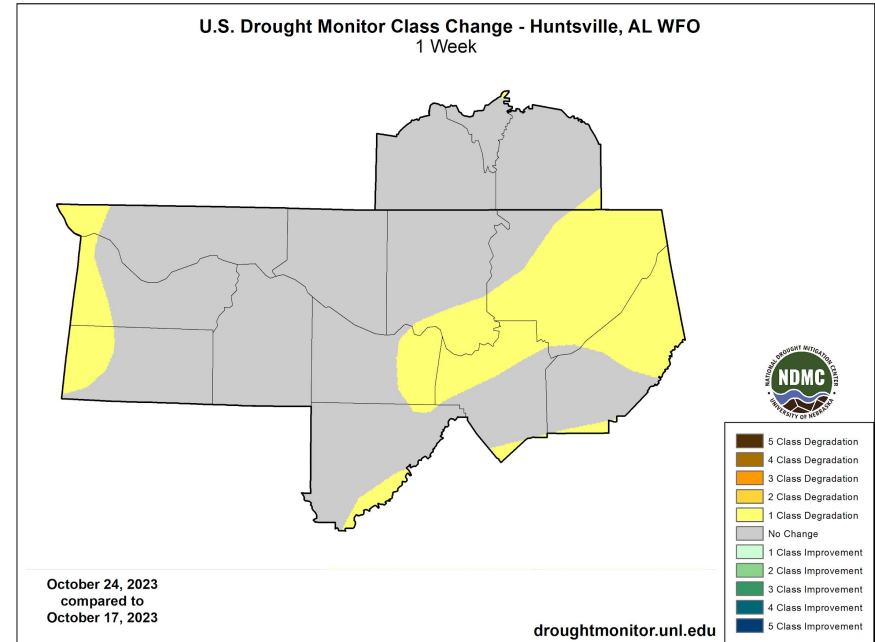 U.S. Drought Monitor Class Change - Huntsville, AL WFO
1 Week
NATIONAL DROUGHT MITIGATION CENTER
NDMC
UNIVERSITY OF NEBRASKA
5 Class Degradation
4 Class Degradation
3 Class Degradation
2 Class Degradation
1 Class Degradation
No Change
1 Class Improvement
2 Class Improvement
3 Class Improvement
4 Class Improvement
5 Class Improvement
October 24, 2023
compared to
October 17, 2023
droughtmonitor.unl.edu